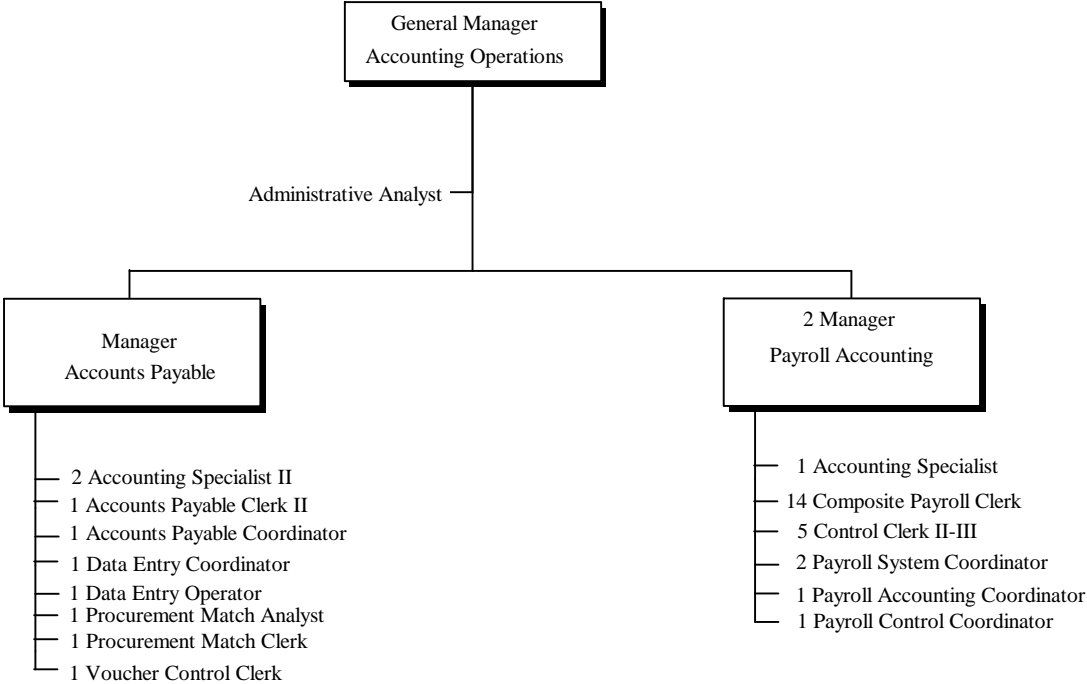 General Manager
Accounting Operations
Administrative Analyst
Manager
Accounts Payable
2 Accounting Specialist II
1 Accounts Payable Clerk II
1 Accounts Payable Coordinator
1 Data Entry Coordinator
1 Data Entry Operator
1 Procurement Match Analyst
1 Procurement Match Clerk
1 Voucher Control Clerk
2 Manager
Payroll Accounting
1 Accounting Specialist
14 Composite Payroll Clerk
5 Control Clerk II-III
2 Payroll System Coordinator
1 Payroll Accounting Coordinator
1 Payroll Control Coordinator